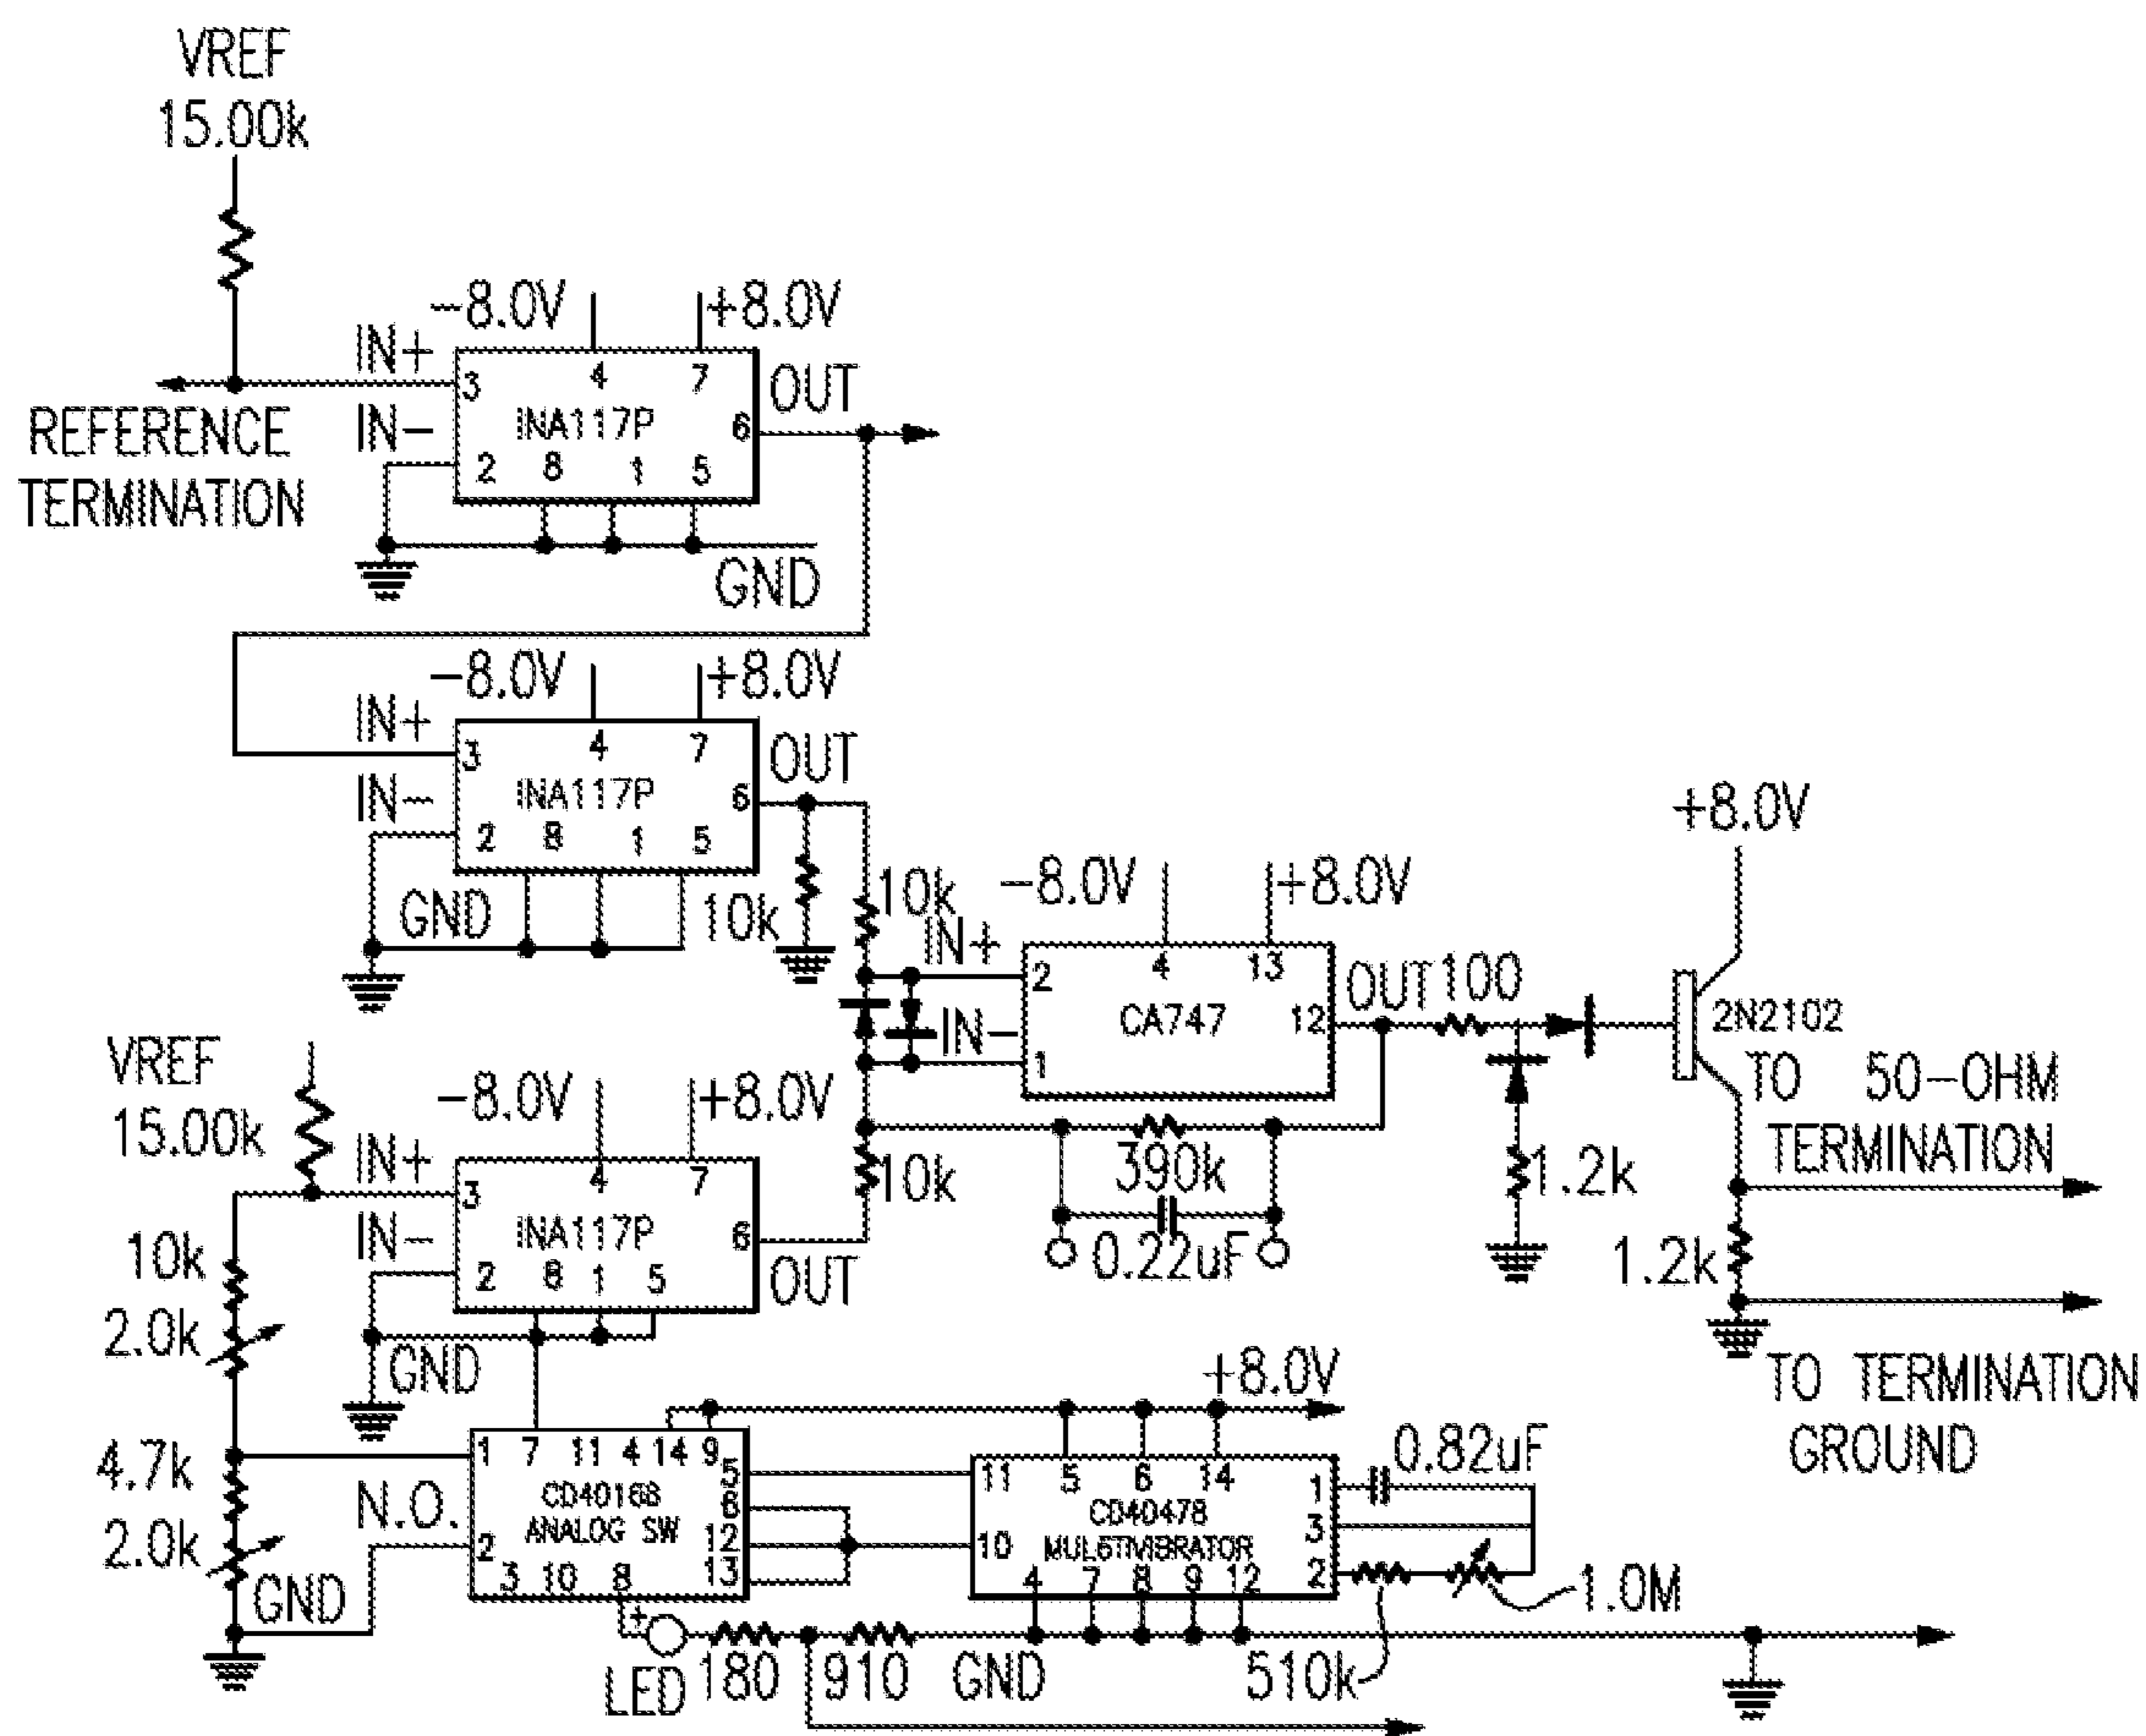 VREF
15.00k
-8.0V
+8.0V
IN+
3
4
7
OUT
REFERENCE
TERMINATION
IN-
INA117P
6
2
8
1
5
GND
-8.0V
+8.0V
IN+
3
4
7
OUT
IN-
INA117P
6
2
8
1
5
GND
10k
10k
+8.0V
-8.0V
+8.0V
IN+
2
4
13
OUT
100
CA747
12
2N2102
IN-
1
TO 50-OHM
TERMINATION
VREF
15.00k
-8.0V
+8.0V
IN+
3
4
7
10k
390k
1.2k
IN-
INA117P
6
OUT
2
8
1
5
0.22uF
1.2k
10k
2.0k
GND
TO TERMINATION
GROUND
+8.0V
4.7k
2.0k
N.O.
1
7
11
4
14
9
5
CD4016B
6
ANALOG SW
12
2
13
3
10
8
11
5
6
14
1
0.82uF
CD40478
3
10
MUL5TIVIBRATOR
2
4
7
8
9
12
1.0M
GND
+
LED
180
910
GND
510k